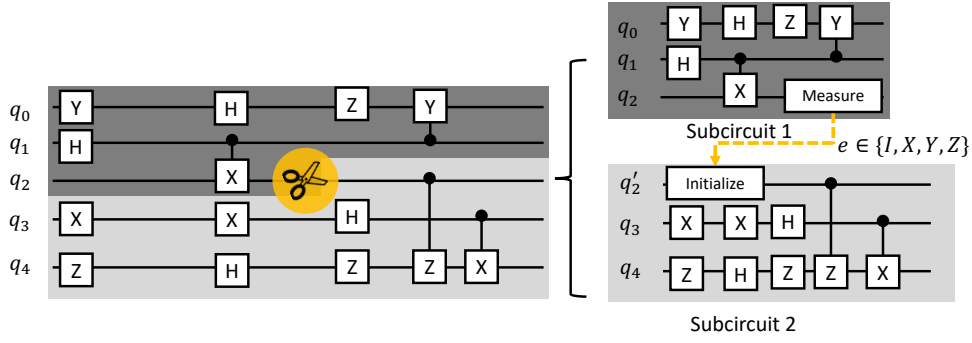 q₀ Y H Z Y
q₁ H
q₂ X
q₃ X X H
q₄ Z H Z Z X
q₀ Y H Z Y
q₁ H
q₂ X Measure
Subcircuit 1
e ∈ {I, X, Y, Z}
q₂′ Initialize
q₃ X X H
q₄ Z H Z Z X
Subcircuit 2